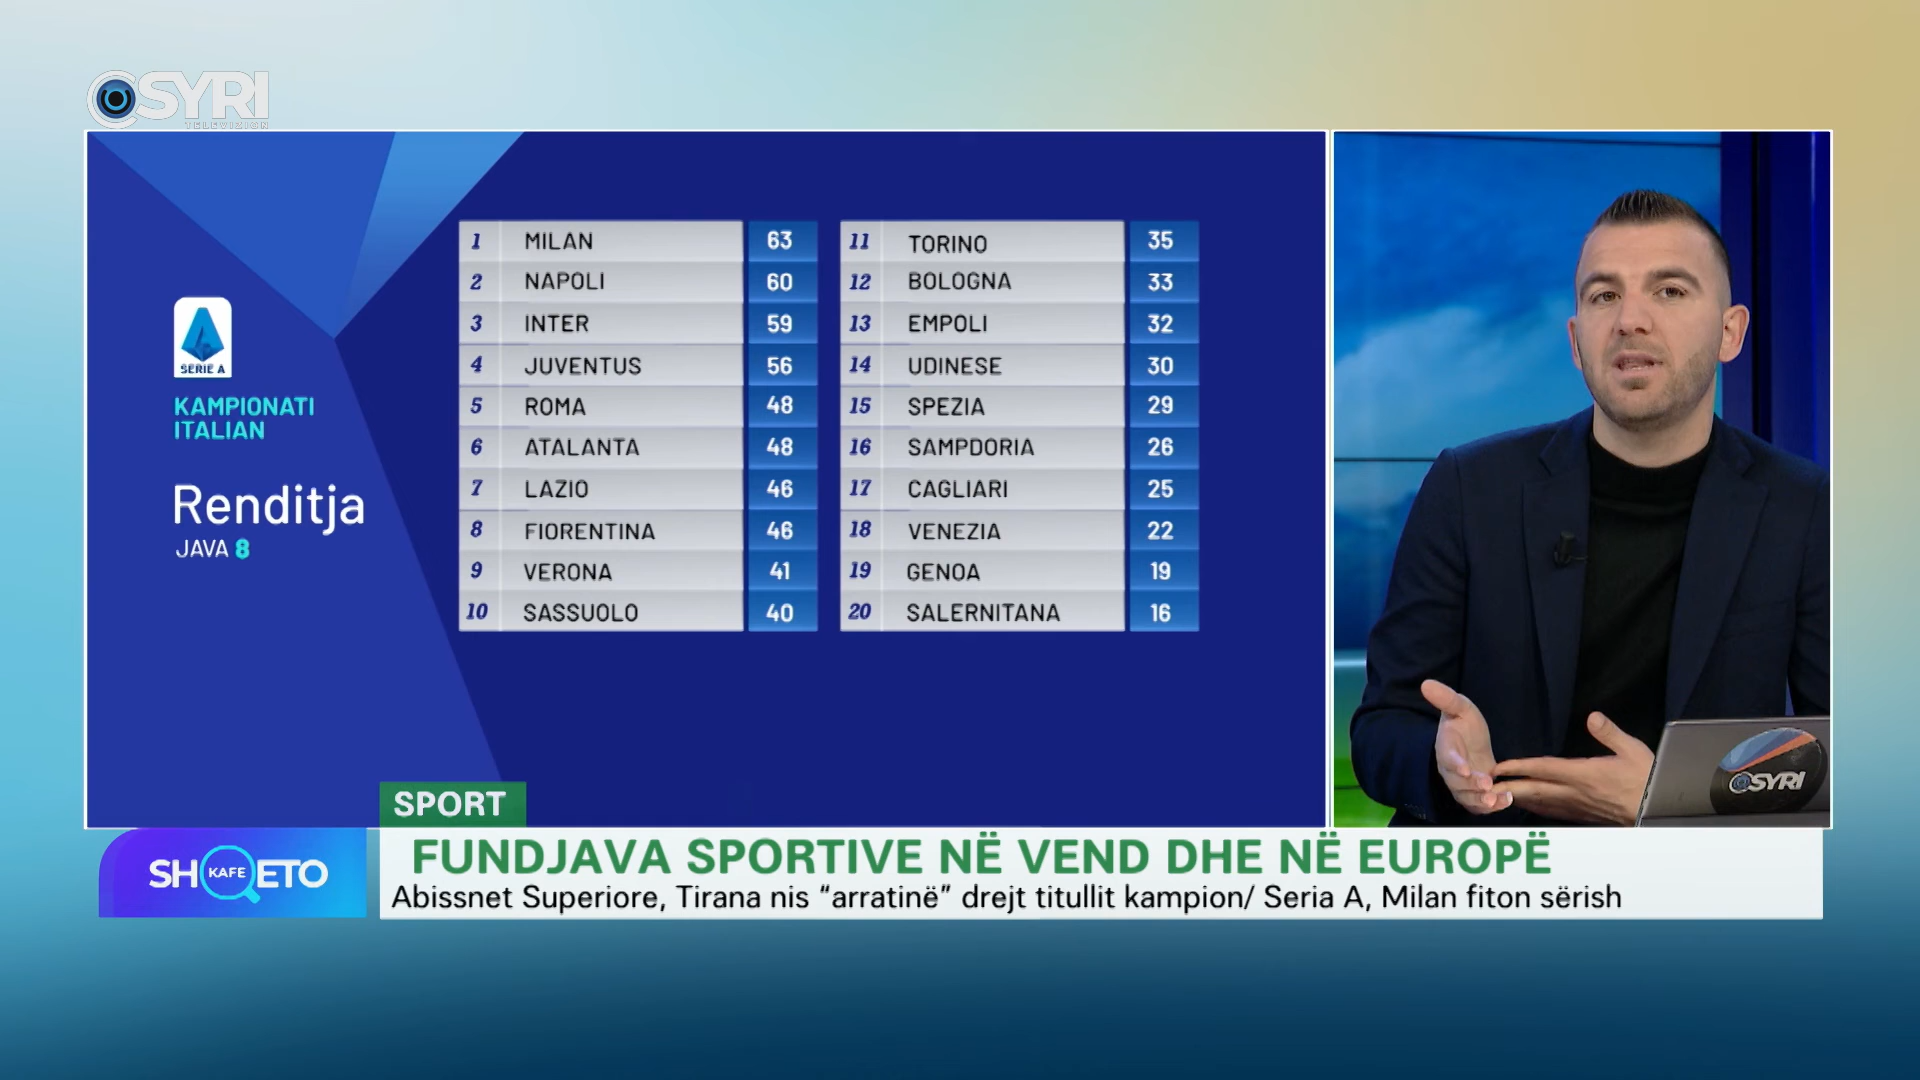 SYRI
TELEVIZION
SERIE A
KAMPIONATI
ITALIAN
Renditja
JAVA 8
1 MILAN 63
2 NAPOLI 60
3 INTER 59
4 JUVENTUS 56
5 ROMA 48
6 ATALANTA 48
7 LAZIO 46
8 FIORENTINA 46
9 VERONA 41
10 SASSUOLO 40
11 TORINO 35
12 BOLOGNA 33
13 EMPOLI 32
14 UDINESE 30
15 SPEZIA 29
16 SAMPDORIA 26
17 CAGLIARI 25
18 VENEZIA 22
19 GENOA 19
20 SALERNITANA 16
SYRI
SPORT
SHQETO
KAFE
FUNDJAVA SPORTIVE NË VEND DHE NË EUROPË
Abissnet Superiore, Tirana nis “arratinë” drejt titullit kampion/ Seria A, Milan fiton sërish